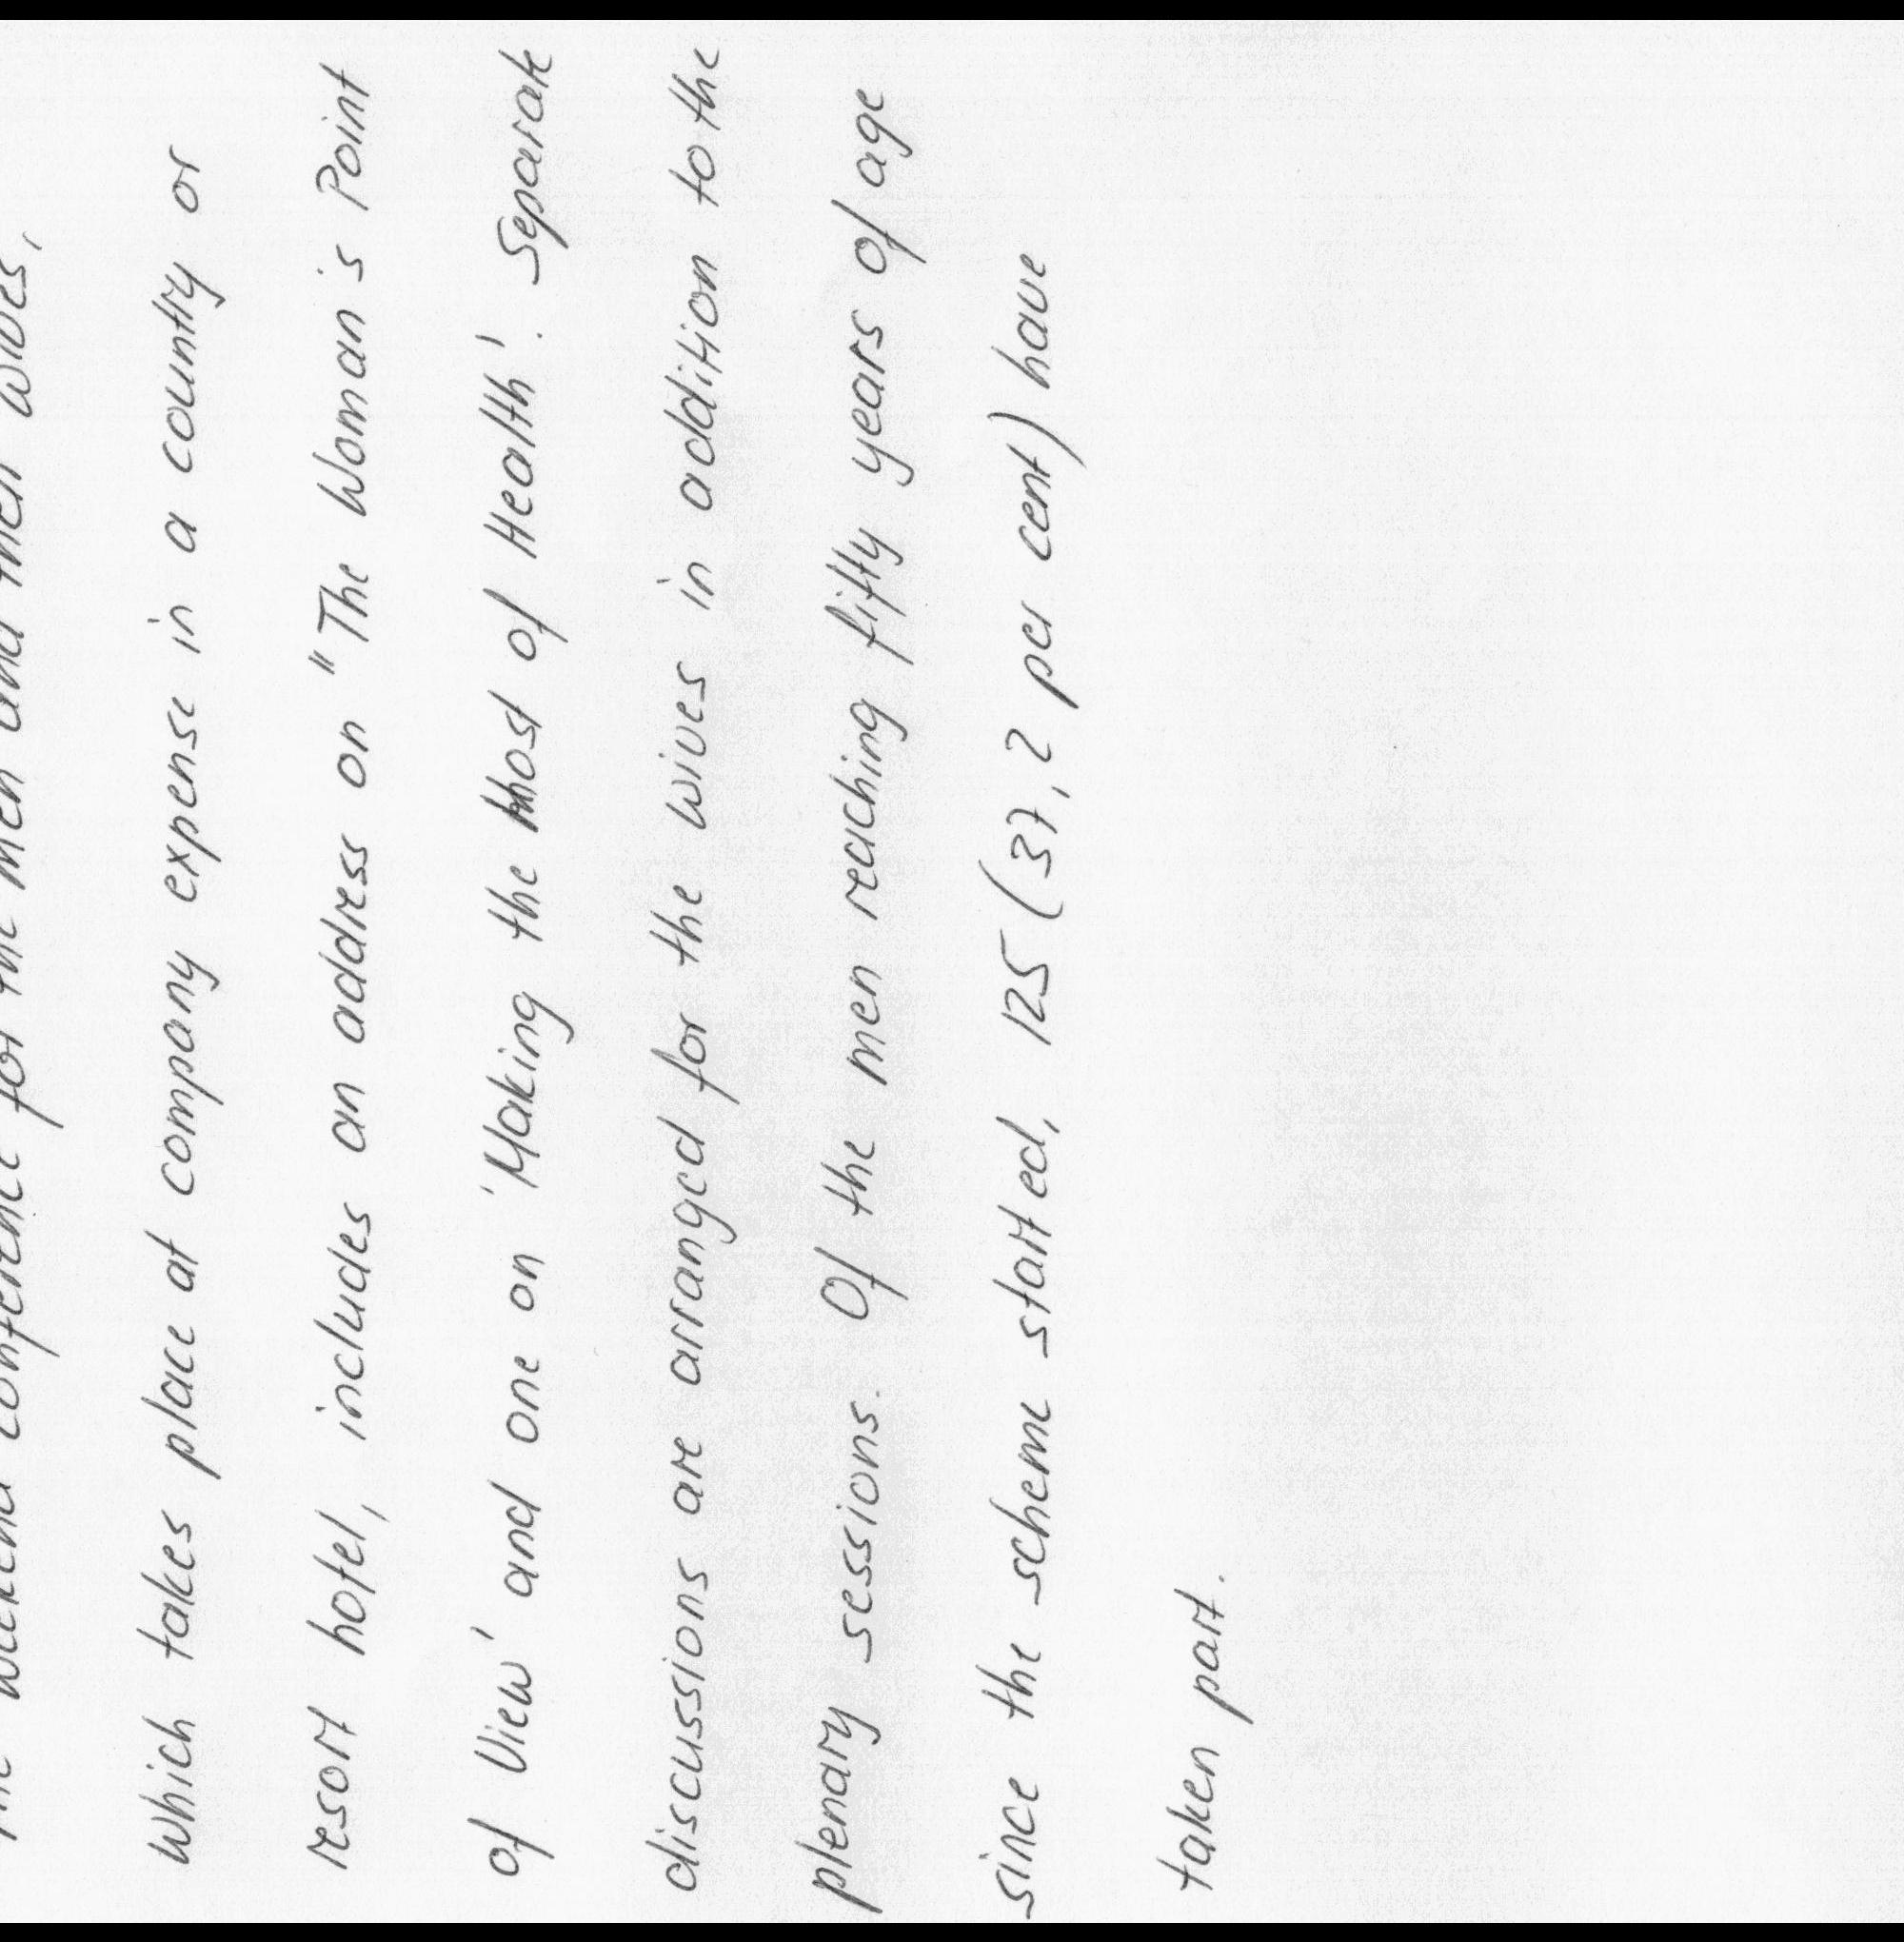 The weekend conference for the men and their wives,
which takes place at company expense in a country or
resort hotel, includes an address on "The Woman's Point
of View' and one on 'Making the most of Health'. Separate
discussions are arranged for the wives in addition to the
plenary sessions. Of the men reaching fifty years of age
since the scheme started, 125 (37,2 per cent) have
taken part.